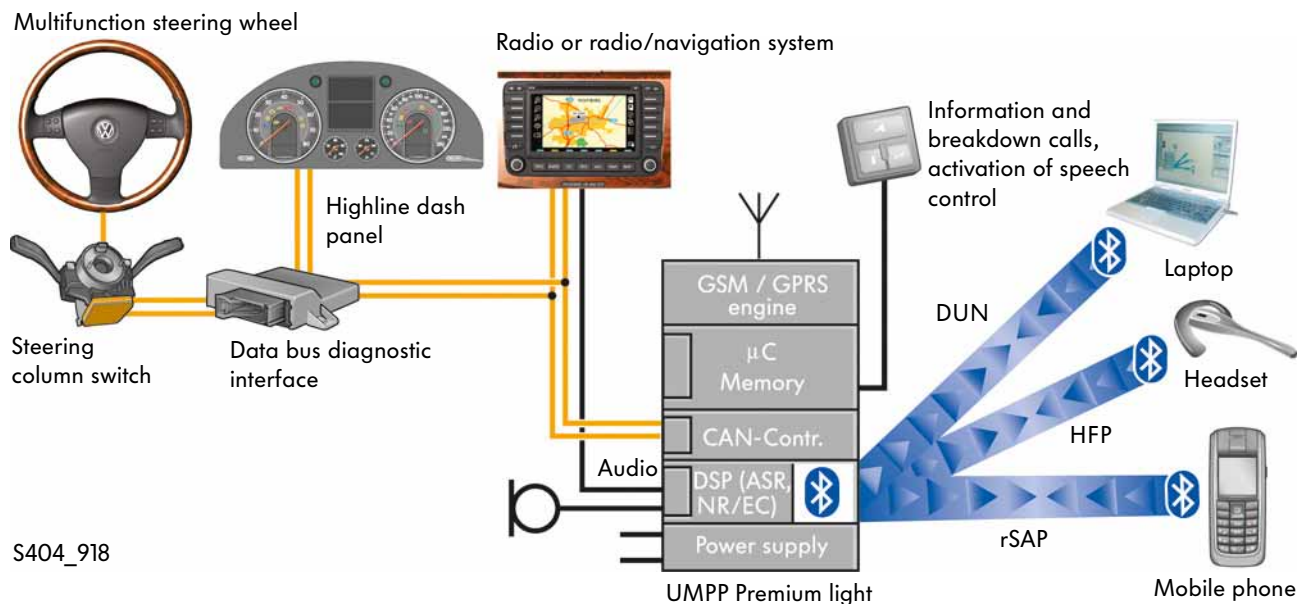 Multifunction steering wheel
Radio or radio/navigation system
Information and
breakdown calls,
activation of speech
control
Highline dash
panel
Laptop
GSM / GPRS
engine
DUN
μC
Memory
Steering
column switch
Data bus diagnostic
interface
Headset
HFP
CAN-Contr.
Audio
DSP (ASR,
NR/EC)
rSAP
Power supply
S404_918
UMPP Premium light
Mobile phone